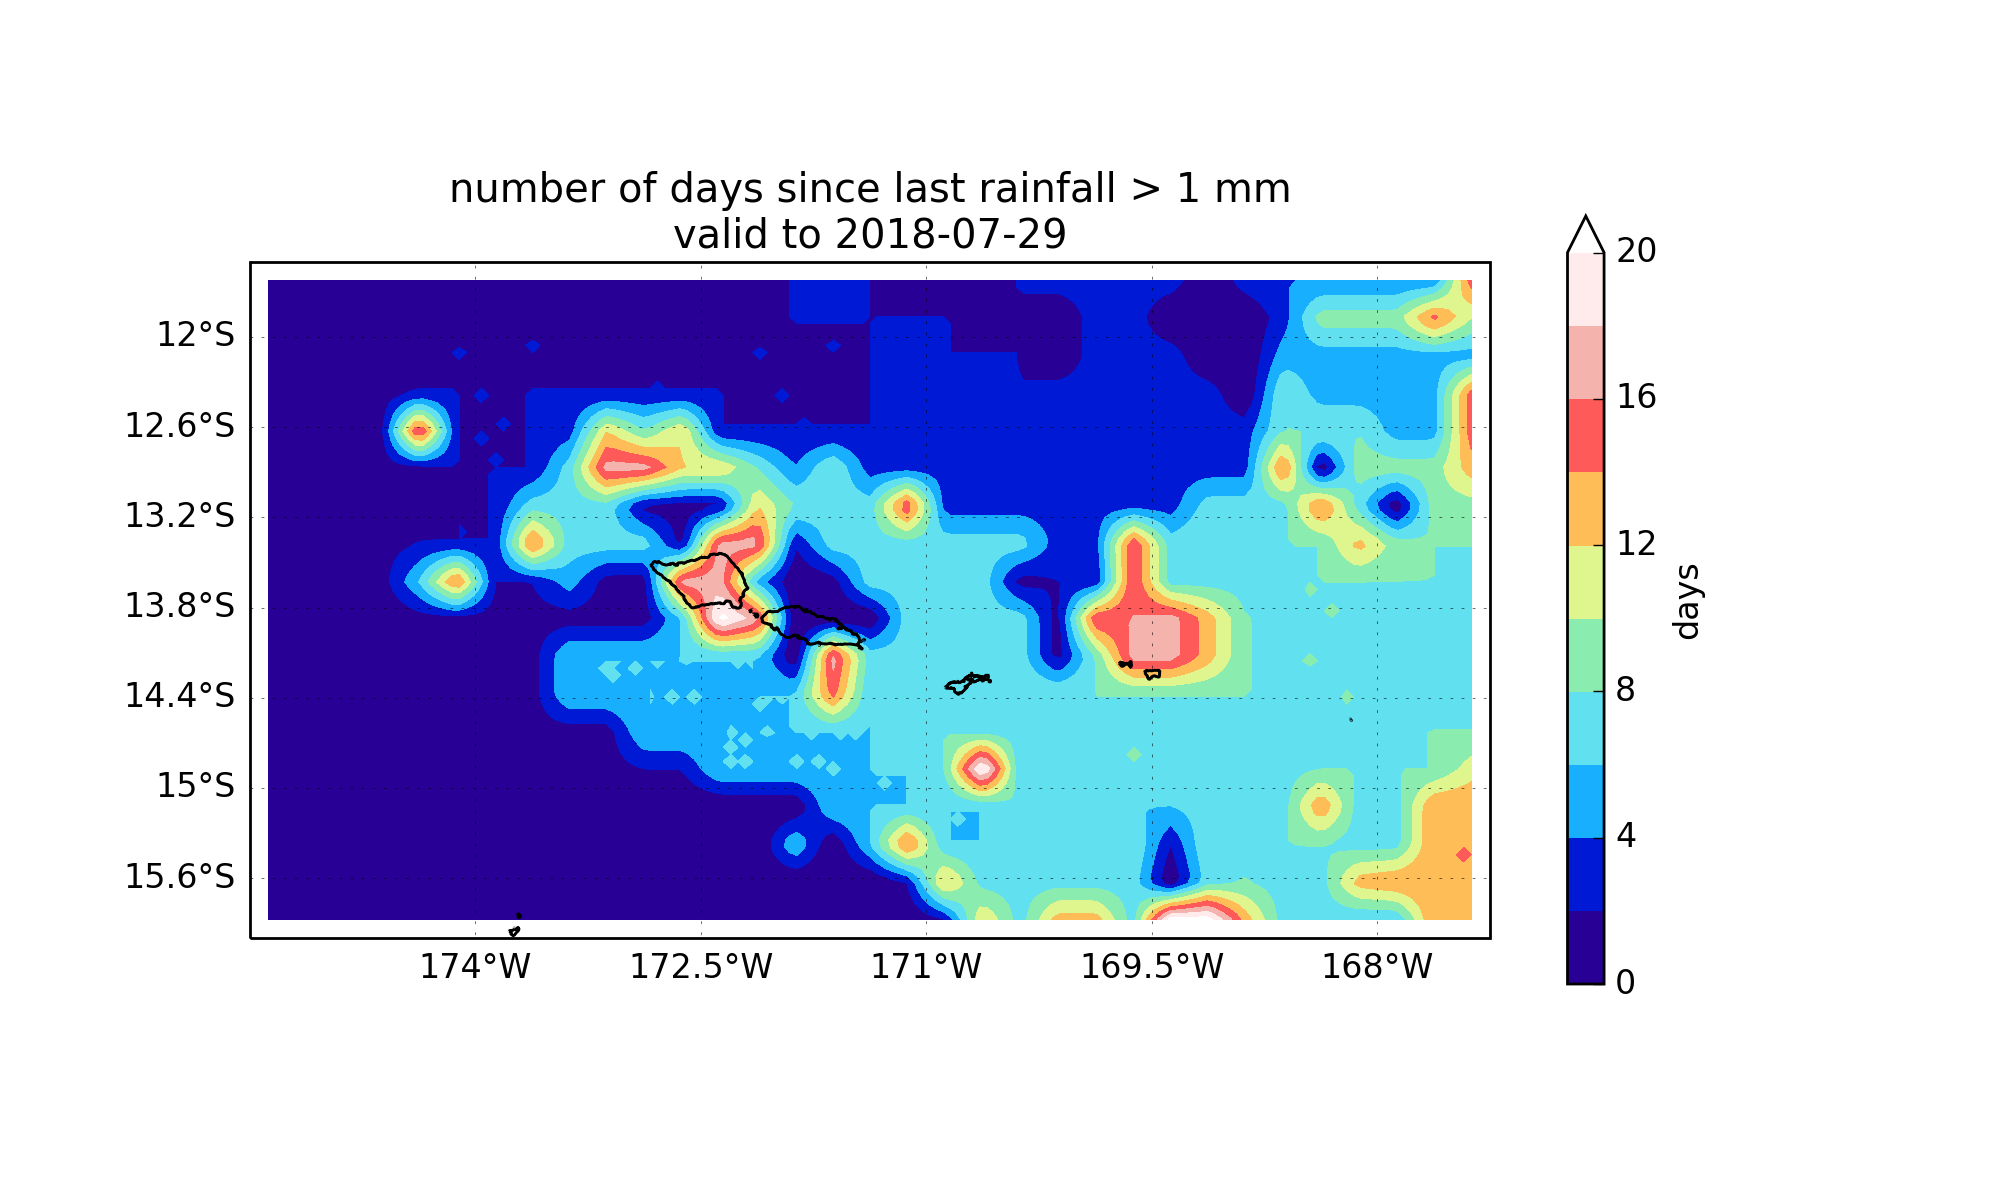 number of days since last rainfall > 1 mm
valid to 2018-07-29
12°S
12.6°S
13.2°S
13.8°S
14.4°S
15°S
15.6°S
174°W
172.5°W
171°W
169.5°W
168°W
20
16
12
8
4
0
days